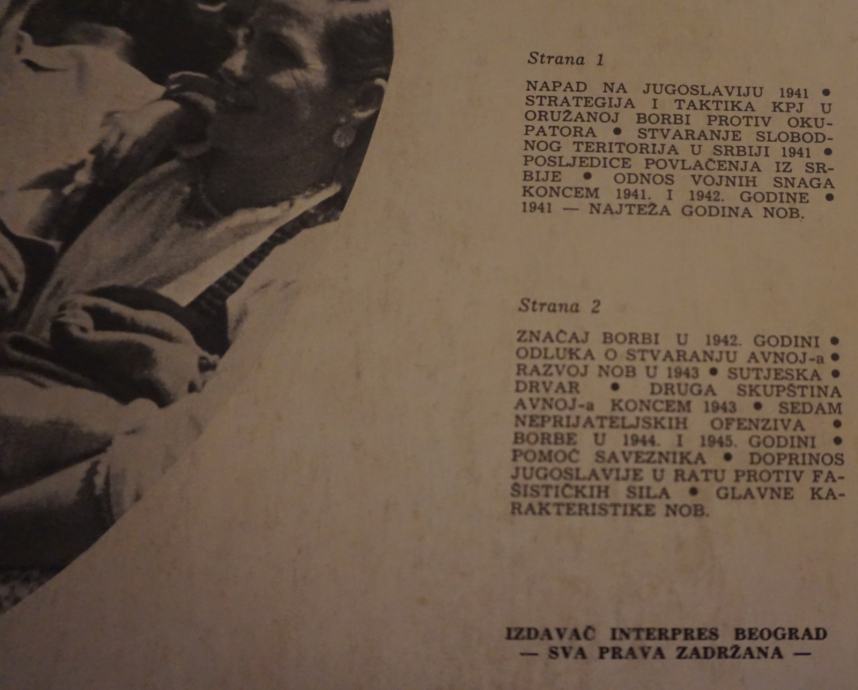 Strana 1
NAPAD NA JUGOSLAVIJU 1941 •
STRATEGIJA I TAKTIKA KPJ U
ORUŽANOJ BORBI PROTIV OKU-
PATORA • STVARANJE SLOBOD-
NOG TERITORIJA U SRBIJI 1941 •
POSLJEDICE POVLAČENJA IZ SR-
BIJE • ODNOS VOJNIH SNAGA
KONCEM 1941. I 1942. GODINE •
1941 — NAJTEŽA GODINA NOB.
Strana 2
ZNAČAJ BORBI U 1942. GODINI •
ODLUKA O STVARANJU AVNOJ-a •
RAZVOJ NOB U 1943 • SUTJESKA •
DRVAR • DRUGA SKUPŠTINA
AVNOJ-a KONCEM 1943 • SEDAM
NEPRIJATELJSKIH OFENZIVA •
BORBE U 1944. I 1945. GODINI •
POMOĆ SAVEZNIKA • DOPRINOS
JUGOSLAVIJE U RATU PROTIV FA-
ŠISTIČKIH SILA • GLAVNE KA-
RAKTERISTIKE NOB.
IZDAVAČ INTERPRES BEOGRAD
— SVA PRAVA ZADRŽANA —